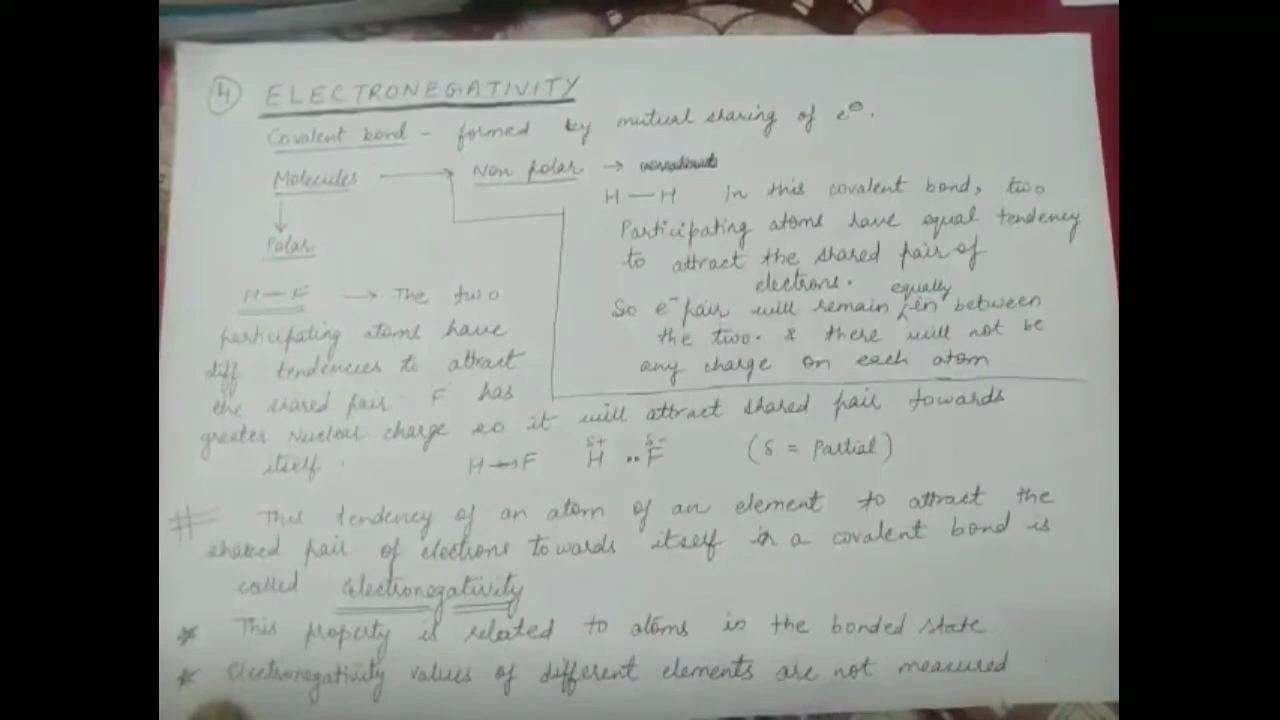 4 ELECTRONEGATIVITY
Covalent bond - formed by mutual sharing of e⊖.
Molecules → Non polar →
H—H In this covalent bond, two
Participating atoms have equal tendency
to attract the shared pair of
electrons.
So e⁻ pair will remain equally in between
the two. & there will not be
any charge on each atom
Polar
H—F → The two
participating atoms have
diff tendencies to attract
the shared pair. F has
greater Nuclear charge so it will attract shared pair towards
itself.
H→F δ+ H .. δ- F (δ = Partial)
# This tendency of an atom of an element to attract the
shared pair of electrons towards itself in a covalent bond is
called electronegativity
* This property is related to atoms in the bonded state
* Electronegativity values of different elements are not measured